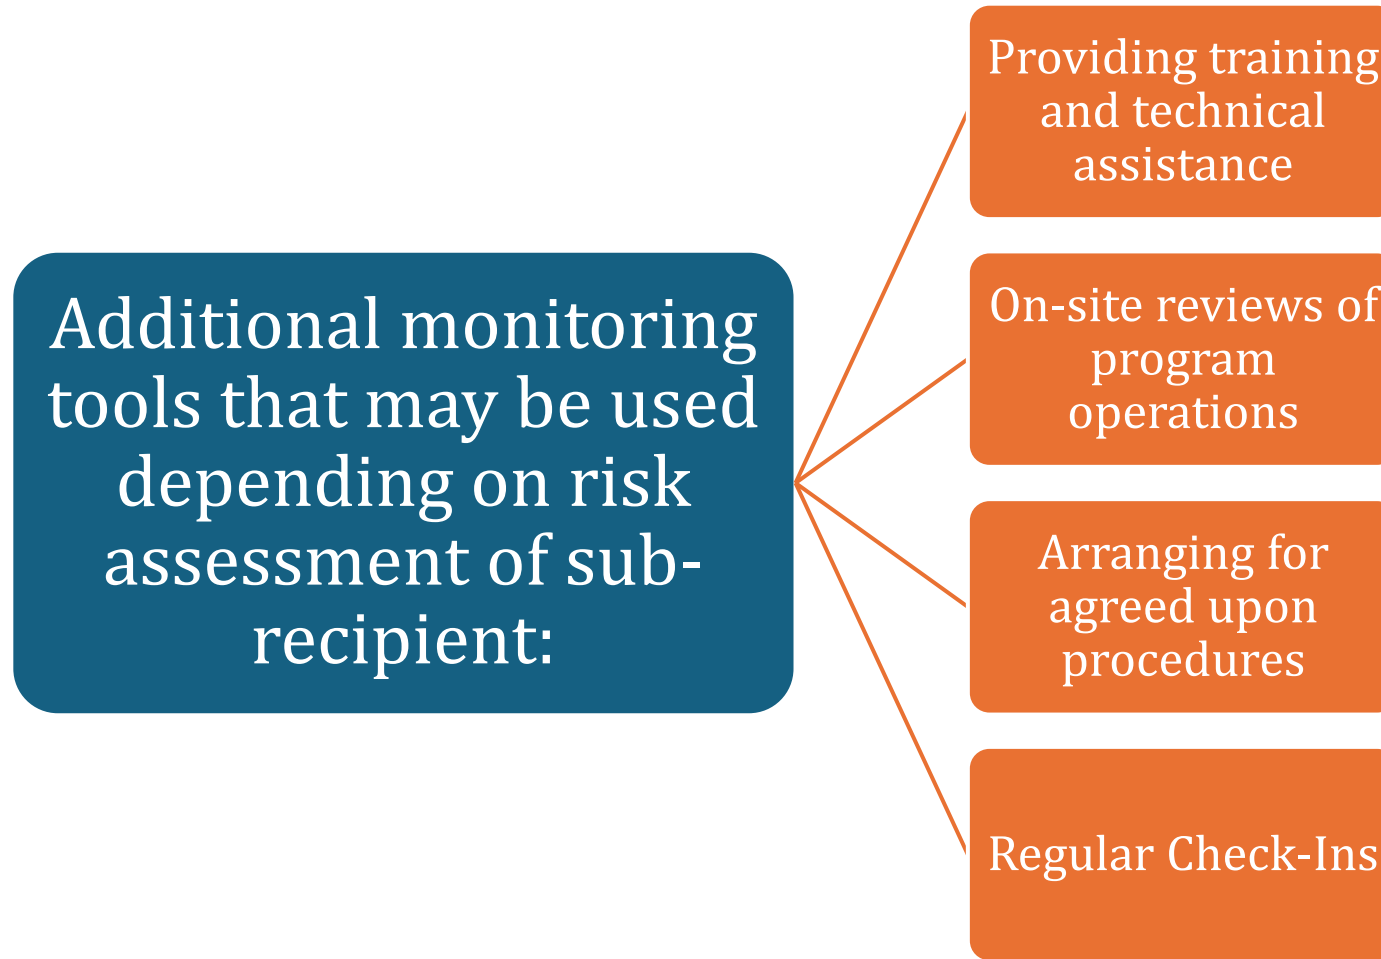 Additional monitoring
tools that may be used
depending on risk
assessment of sub-
recipient:
Providing training
and technical
assistance
On-site reviews of
program
operations
Arranging for
agreed upon
procedures
Regular Check-Ins